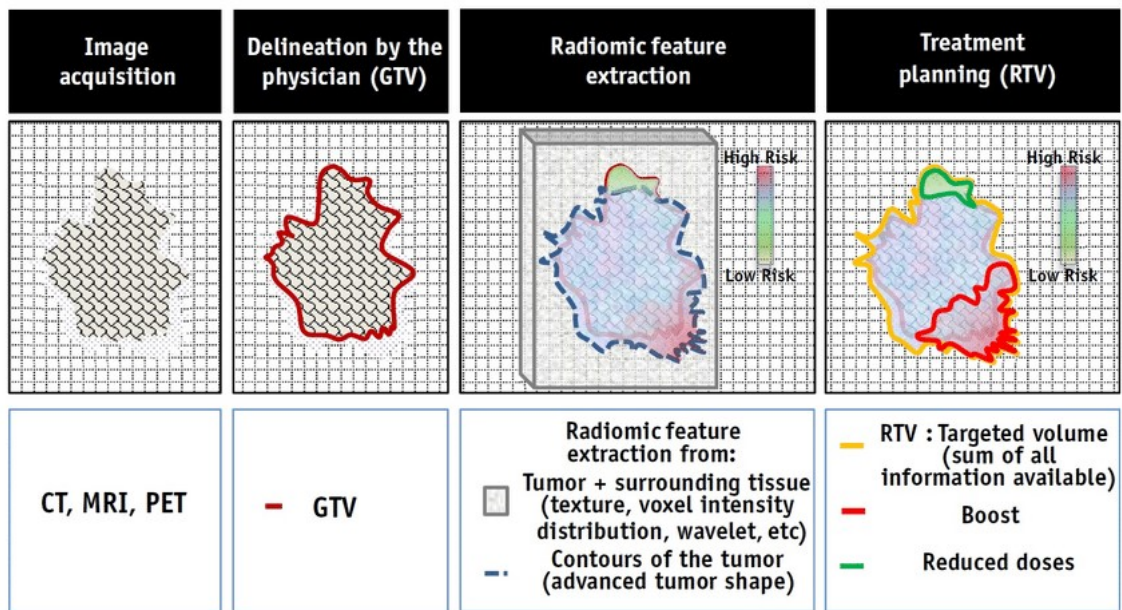 Image
acquisition
Delineation by the
physician (GTV)
Radiomic feature
extraction
Treatment
planning (RTV)
High Risk
Low Risk
High Risk
Low Risk
CT, MRI, PET
GTV
Radiomic feature
extraction from:
Tumor + surrounding tissue
(texture, voxel intensity
distribution, wavelet, etc)
Contours of the tumor
(advanced tumor shape)
RTV : Targeted volume
(sum of all
information available)
Boost
Reduced doses